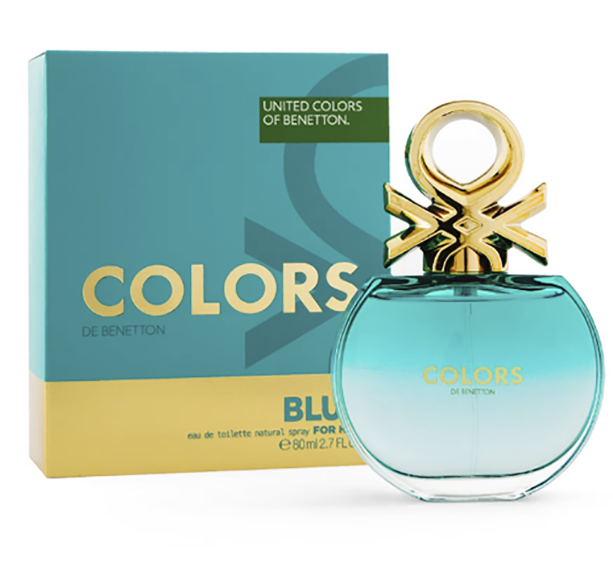 UNITED COLORS
OF BENETTON.
COLORS
DE BENETTON
BLU
eau de toilette natural spray FOR H
℮80ml 2.7 FL
COLORS
DE BENETTON